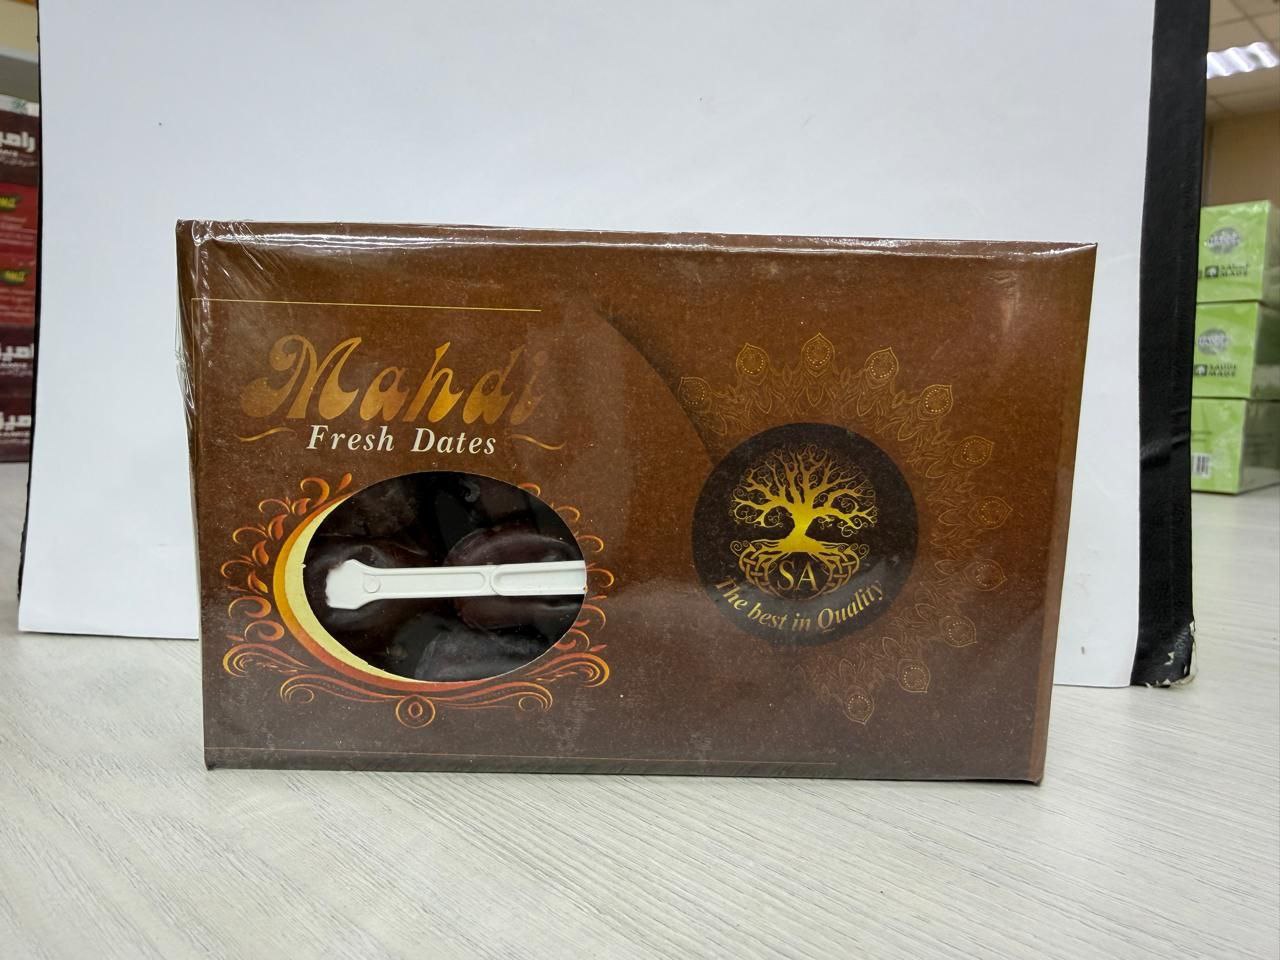 Mahdi
Fresh Dates
SA
The best in Quality